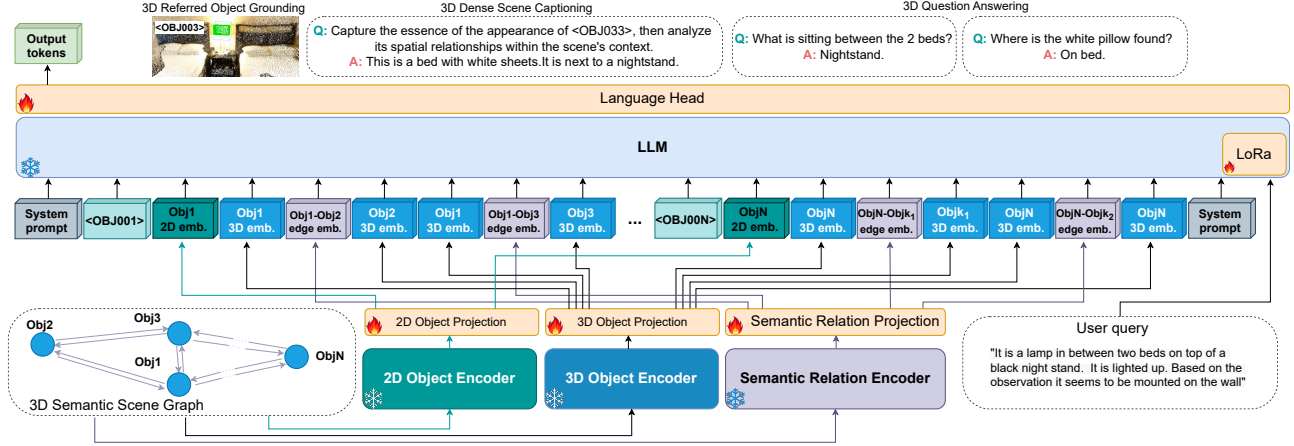 3D Referred Object Grounding
3D Dense Scene Captioning
3D Question Answering
Output
tokens
<OBJ003>
Q: Capture the essence of the appearance of <OBJ033>, then analyze
its spatial relationships within the scene's context.
A: This is a bed with white sheets.It is next to a nightstand.
Q: What is sitting between the 2 beds?
A: Nightstand.
Q: Where is the white pillow found?
A: On bed.
Language Head
LLM
LoRa
System
prompt
<OBJ001>
Obj1
2D emb.
Obj1
3D emb.
Obj1-Obj2
edge emb.
Obj2
3D emb.
Obj1
3D emb.
Obj1-Obj3
edge emb.
Obj3
3D emb.
...
<OBJ00N>
ObjN
2D emb.
ObjN
3D emb.
ObjN-Objk1
edge emb.
Objk1
3D emb.
ObjN
3D emb.
ObjN-Objk2
edge emb.
ObjN
3D emb.
System
prompt
Obj2
Obj3
Obj1
ObjN
3D Semantic Scene Graph
2D Object Projection
3D Object Projection
Semantic Relation Projection
2D Object Encoder
3D Object Encoder
Semantic Relation Encoder
User query
"It is a lamp in between two beds on top of a
black night stand. It is lighted up. Based on the
observation it seems to be mounted on the wall"